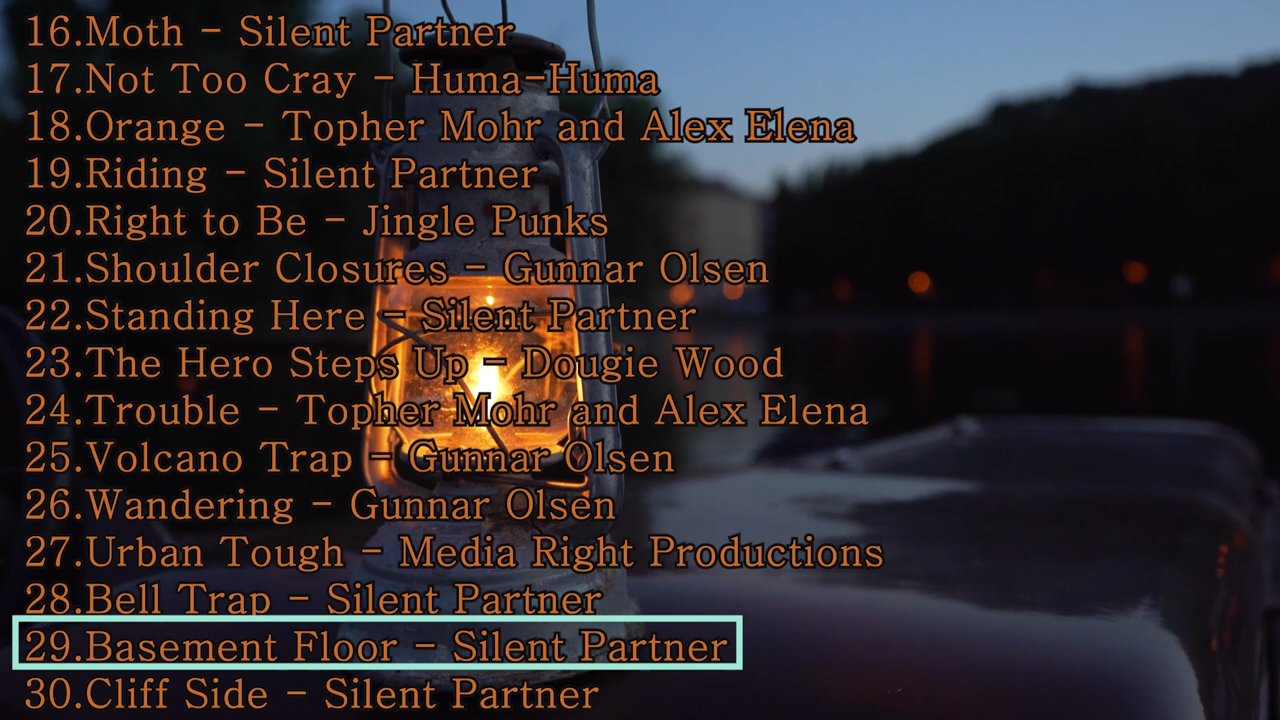 16.Moth - Silent Partner
17.Not Too Cray - Huma-Huma
18.Orange - Topher Mohr and Alex Elena
19.Riding - Silent Partner
20.Right to Be - Jingle Punks
21.Shoulder Closures - Gunnar Olsen
22.Standing Here - Silent Partner
23.The Hero Steps Up - Dougie Wood
24.Trouble - Topher Mohr and Alex Elena
25.Volcano Trap - Gunnar Olsen
26.Wandering - Gunnar Olsen
27.Urban Tough - Media Right Productions
28.Bell Trap - Silent Partner
29.Basement Floor - Silent Partner
30.Cliff Side - Silent Partner